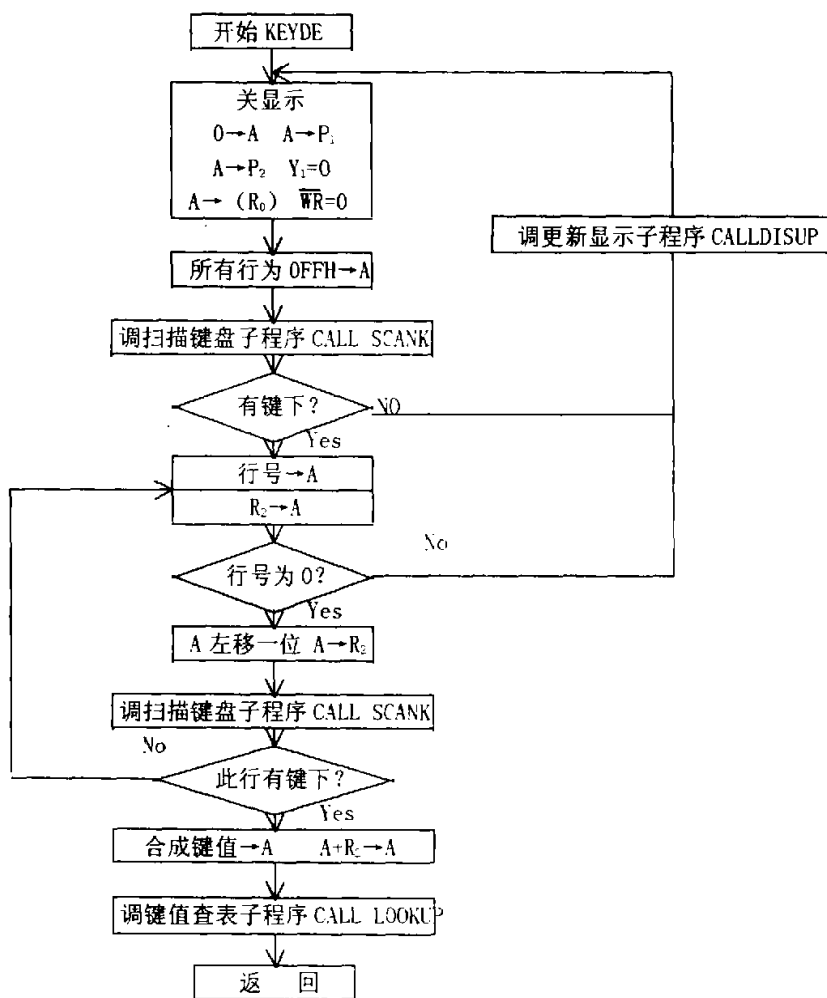 开始 KEYDE
关显示
0→A A→P₁
A→P₂ Y₁=0
A→ (R₀) W̅R̅=0
调更新显示子程序 CALLDISUP
所有行为 OFFH→A
调扫描键盘子程序 CALL SCANK
有键下?
NO
Yes
行号→A
R₂→A
No
行号为 0?
Yes
A 左移一位 A→R₂
调扫描键盘子程序 CALL SCANK
No
此行有键下?
Yes
合成键值→A A+R₂→A
调键值查表子程序 CALL LOOKUP
返 回